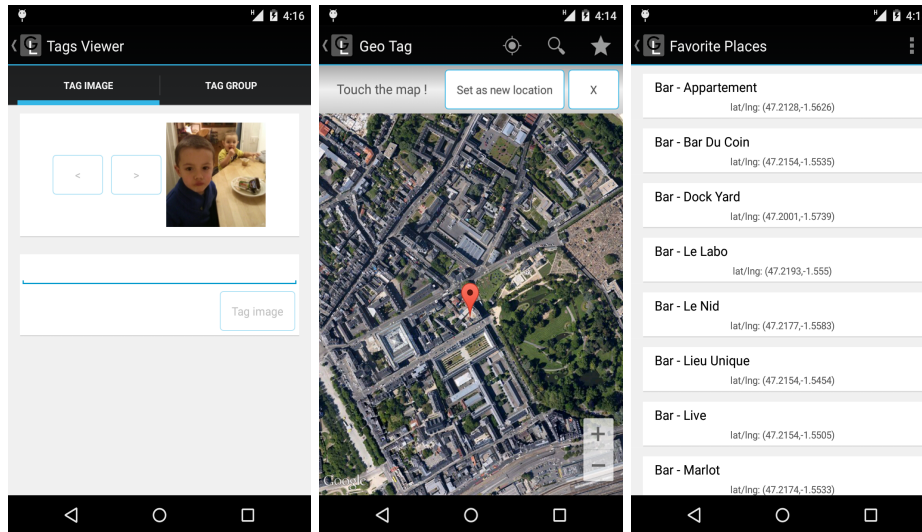 H 4:16
Tags Viewer
TAG IMAGE TAG GROUP
< >
Tag image
H 4:14
Geo Tag
Touch the map ! Set as new location X
+
−
Google
H 4:1
Favorite Places
Bar - Appartement
lat/lng: (47.2128,-1.5626)
Bar - Bar Du Coin
lat/lng: (47.2154,-1.5535)
Bar - Dock Yard
lat/lng: (47.2001,-1.5739)
Bar - Le Labo
lat/lng: (47.2193,-1.555)
Bar - Le Nid
lat/lng: (47.2177,-1.5583)
Bar - Lieu Unique
lat/lng: (47.2154,-1.5454)
Bar - Live
lat/lng: (47.2154,-1.5505)
Bar - Marlot
lat/lng: (47.2174,-1.5533)